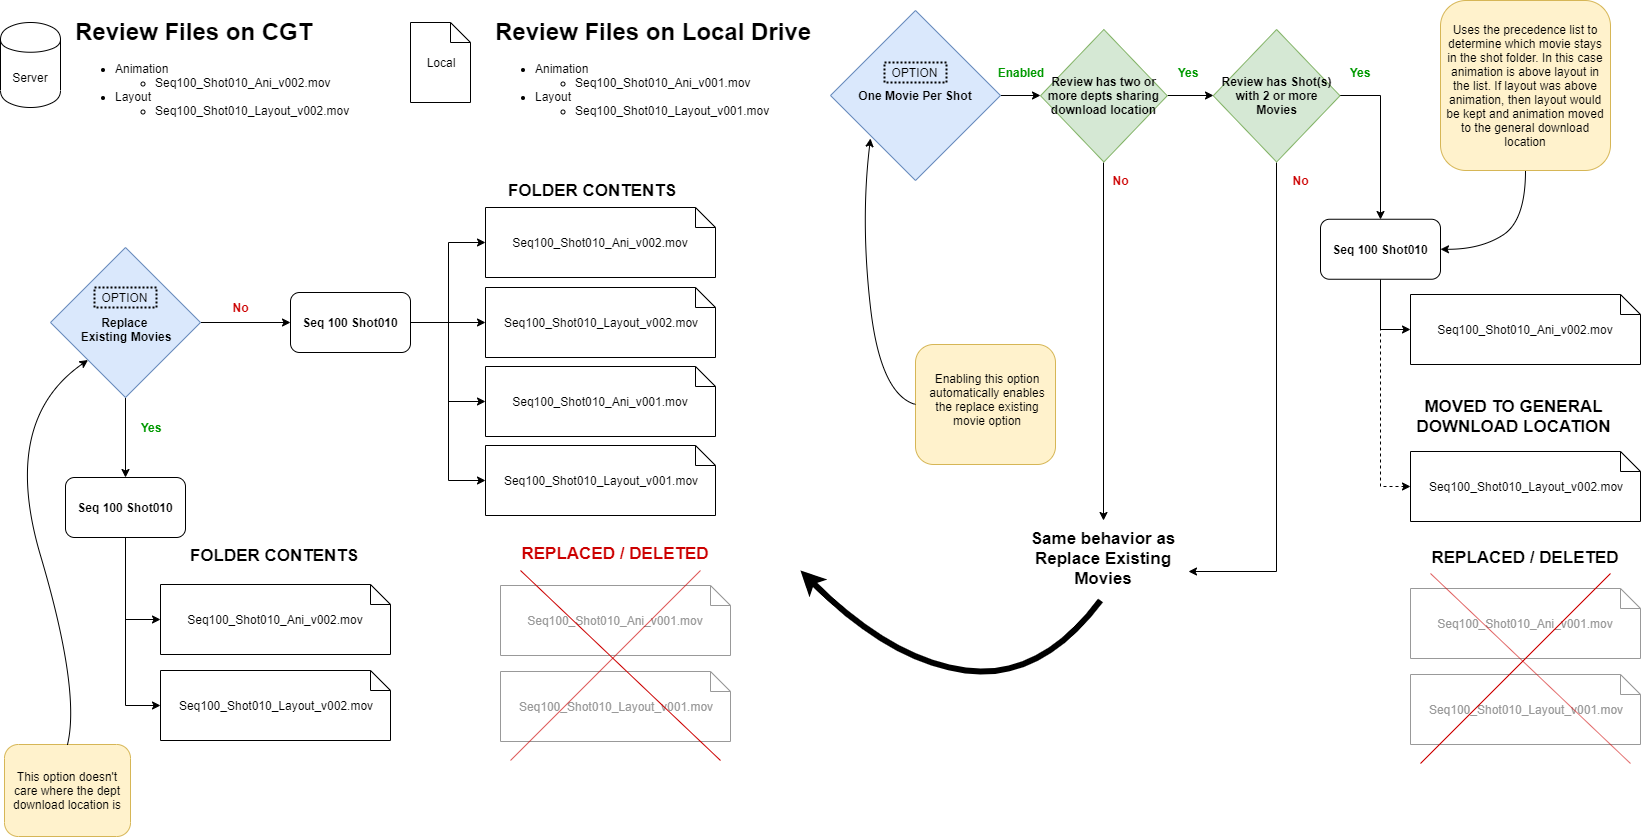 Server
Review Files on CGT
Animation
Seq100_Shot010_Ani_v002.mov
Layout
Seq100_Shot010_Layout_v002.mov
Local
Review Files on Local Drive
Animation
Seq100_Shot010_Ani_v001.mov
Layout
Seq100_Shot010_Layout_v001.mov
OPTION
Replace
Existing Movies
No
Seq 100 Shot010
FOLDER CONTENTS
Seq100_Shot010_Ani_v002.mov
Seq100_Shot010_Layout_v002.mov
Seq100_Shot010_Ani_v001.mov
Seq100_Shot010_Layout_v001.mov
Yes
Seq 100 Shot010
FOLDER CONTENTS
Seq100_Shot010_Ani_v002.mov
Seq100_Shot010_Layout_v002.mov
REPLACED / DELETED
Seq100_Shot010_Ani_v001.mov
Seq100_Shot010_Layout_v001.mov
This option doesn't
care where the dept
download location is
OPTION
One Movie Per Shot
Enabled
Review has two or
more depts sharing
download location
Yes
Review has Shot(s)
with 2 or more
Movies
Yes
No
No
Uses the precedence list to
determine which movie stays
in the shot folder. In this case
animation is above layout in
the list. If layout was above
animation, then layout would
be kept and animation moved
to the general download
location
Seq 100 Shot010
Seq100_Shot010_Ani_v002.mov
MOVED TO GENERAL
DOWNLOAD LOCATION
Seq100_Shot010_Layout_v002.mov
REPLACED / DELETED
Seq100_Shot010_Ani_v001.mov
Seq100_Shot010_Layout_v001.mov
Enabling this option
automatically enables
the replace existing
movie option
Same behavior as
Replace Existing
Movies